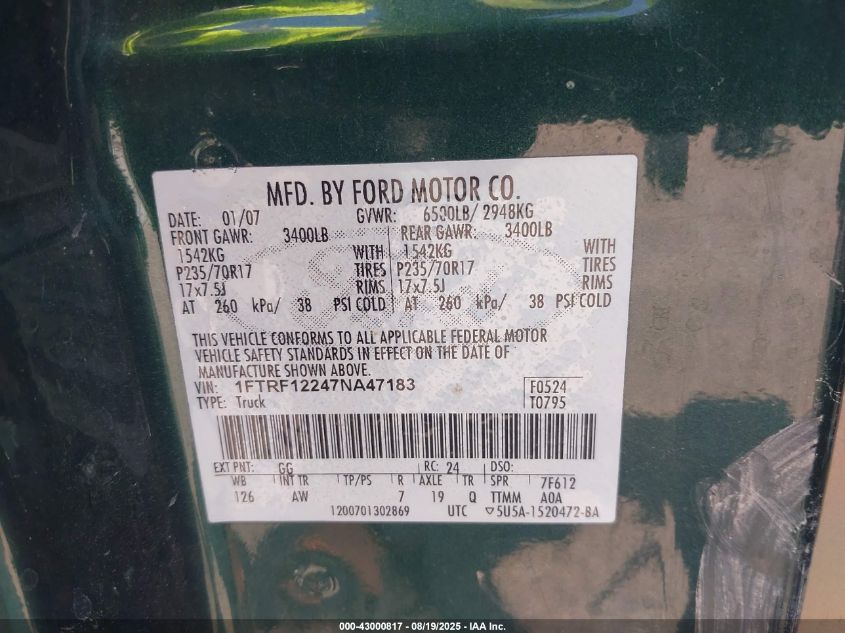 MFD. BY FORD MOTOR CO.
DATE: 01/07 GVWR: 6500LB/ 2948KG
FRONT GAWR: 3400LB REAR GAWR: 3400LB
1542KG WITH 1542KG WITH
P235/70R17 TIRES P235/70R17 TIRES
17x7.5J RIMS 17x7.5J RIMS
AT 260 kPa/ 38 PSI COLD AT 260 kPa/ 38 PSI COLD
THIS VEHICLE CONFORMS TO ALL APPLICABLE FEDERAL MOTOR
VEHICLE SAFETY STANDARDS IN EFFECT ON THE DATE OF
MANUFACTURE SHOWN ABOVE.
VIN: 1FTRF12247NA47183 F0524
TYPE: Truck T0795
EXT PNT: GG RC: 24 DSO:
WB INT TR TP/PS R AXLE TR SPR 7F612
126 AW 7 19 Q TTMM AOA
1200701302869 UTC ▽5U5A-1520472-BA
000-43000817 - 08/19/2025 - IAA Inc.